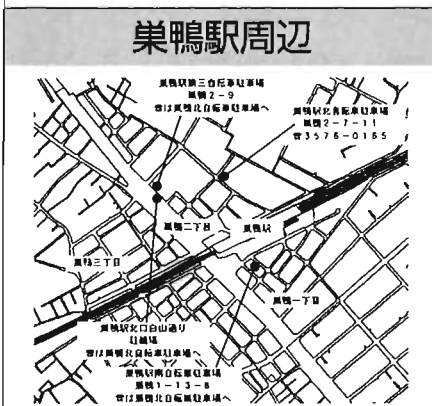 巣鴨駅周辺
巣鴨駅第三自転車駐車場
巣鴨2-9
☎は巣鴨北自転車駐車場へ
巣鴨駅北自転車駐車場
巣鴨2-7-11
☎3576-0165
巣鴨二丁目
巣鴨駅
巣鴨三丁目
巣鴨一丁目
巣鴨駅北口白山通り
駐輪場
☎は巣鴨北自転車駐車場へ
巣鴨駅南自転車駐車場
巣鴨1-13-8
☎は巣鴨北自転車駐車場へ